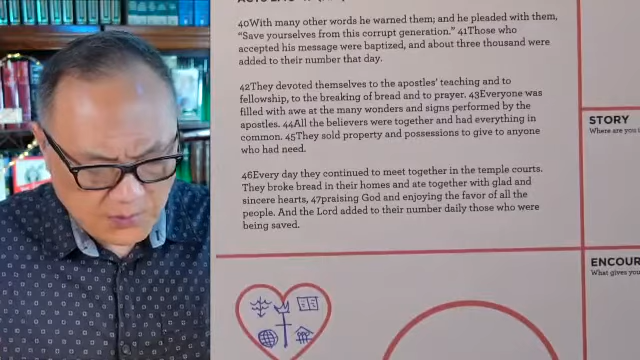 40With many other words he warned them; and he pleaded with them,
"Save yourselves from this corrupt generation." 41Those who
accepted his message were baptized, and about three thousand were
added to their number that day.
42They devoted themselves to the apostles' teaching and to
fellowship, to the breaking of bread and to prayer. 43Everyone was
filled with awe at the many wonders and signs performed by the
apostles. 44All the believers were together and had everything in
common. 45They sold property and possessions to give to anyone
who had need.
46Every day they continued to meet together in the temple courts.
They broke bread in their homes and ate together with glad and
sincere hearts, 47praising God and enjoying the favor of all the
people. And the Lord added to their number daily those who were
being saved.
STORY
Where are you
ENCOUR
What gives you